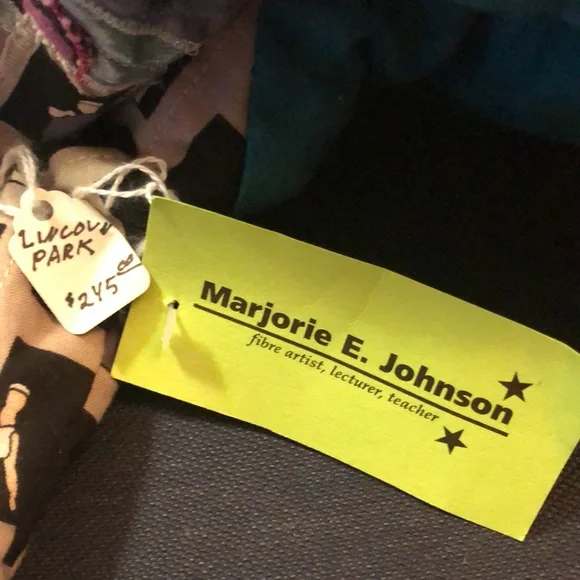 LINCOLN
PARK
$245.00
Marjorie E. Johnson
fibre artist, lecturer, teacher